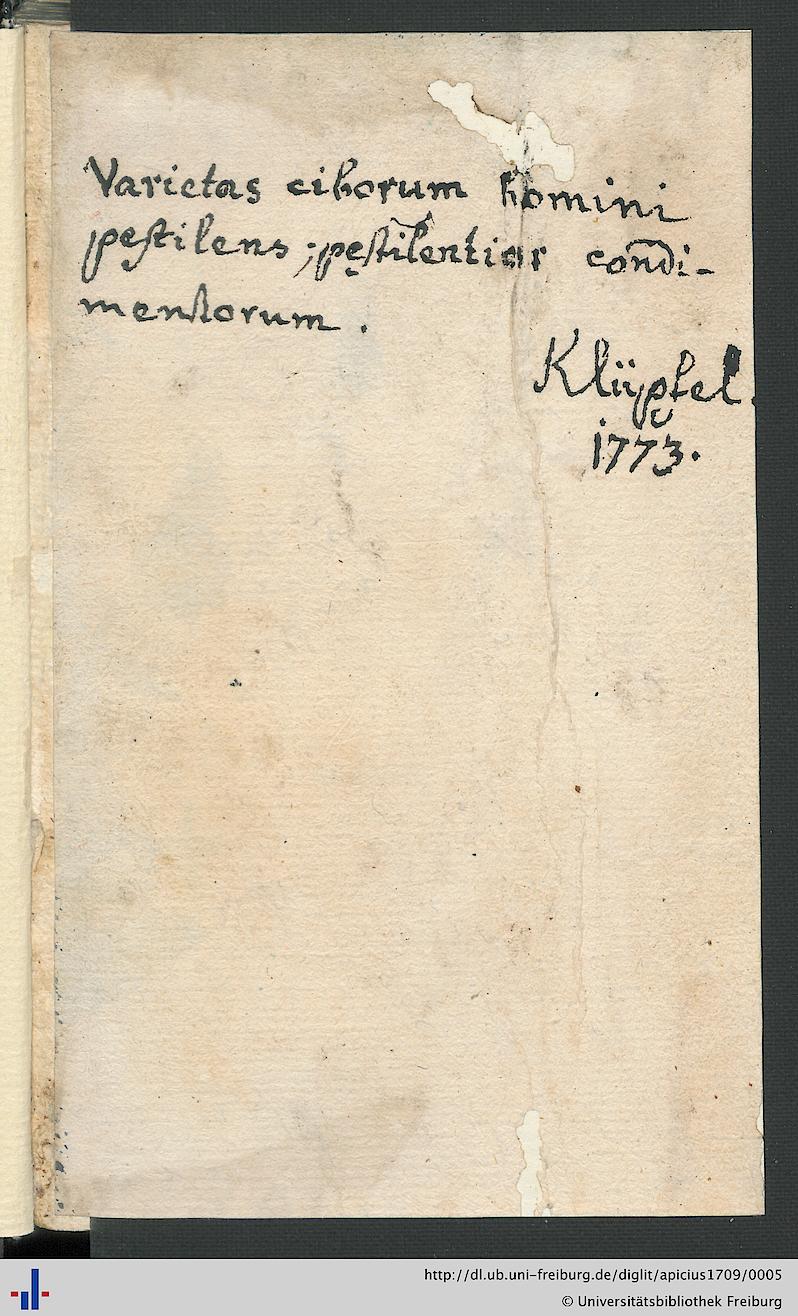 Varietas ciborum homini
pestilens; pestilentior condi-
mentorum.
Klüpfel.
1773.
http://dl.ub.uni-freiburg.de/diglit/apicius1709/0005
© Universitätsbibliothek Freiburg